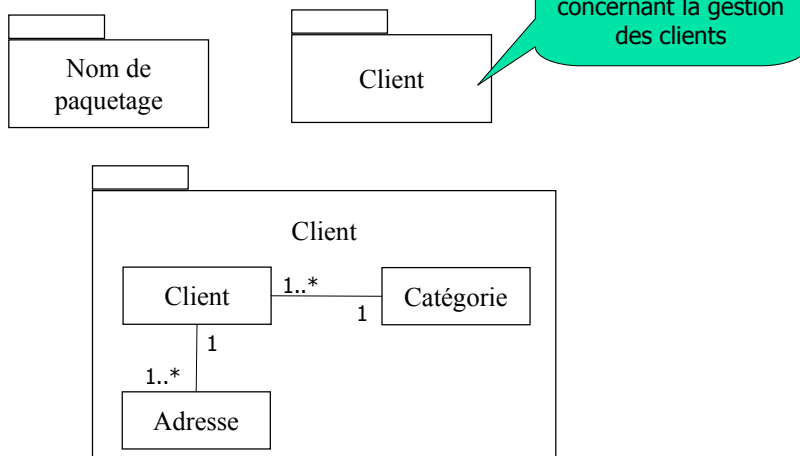 concernant la gestion
des clients
Nom de
paquetage
Client
Client
Client
1..*
Catégorie
1
1
1..*
Adresse